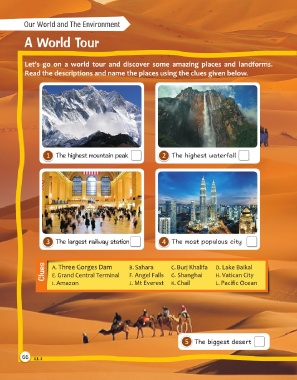 Our World and The Environment
A World Tour
Let's go on a world tour and discover some amazing places and landforms.
Read the descriptions and name the places using the clues given below.
1 The highest mountain peak
2 The highest waterfall
3 The largest railway station
4 The most populous city
Clues
A. Three Gorges Dam B. Sahara C. Burj Khalifa D. Lake Baikal
E. Grand Central Terminal F. Angel Falls G. Shanghai H. Vatican City
I. Amazon J. Mt Everest K. Chail L. Pacific Ocean
5 The biggest desert
60